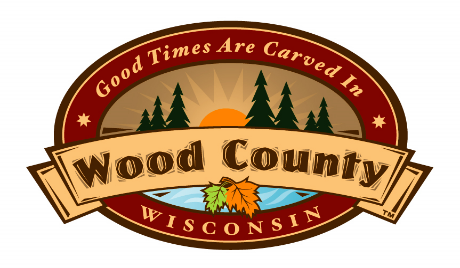 Good Times Are Carved In
Wood County
TM
WISCONSIN